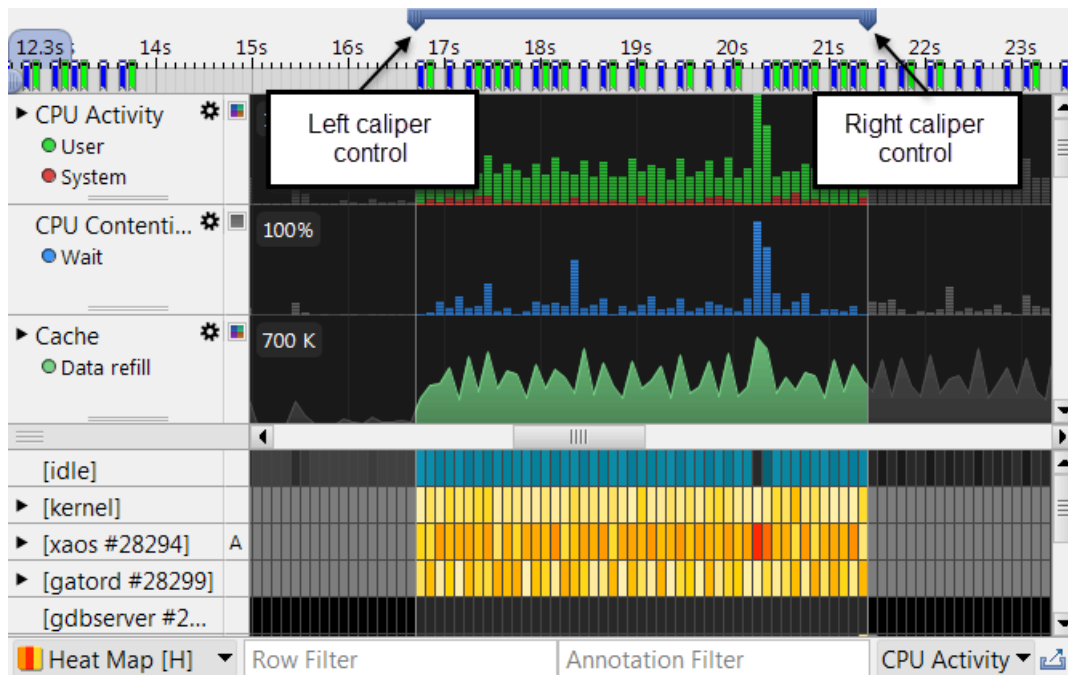 12.3s 14s 15s 16s 17s 18s 19s 20s 21s 22s 23s
Left caliper
control
Right caliper
control
CPU Activity
User
System
CPU Contenti...
Wait
100%
Cache
Data refill
700 K
[idle]
[kernel]
[xaos #28294] A
[gatord #28299]
[gdbserver #2...
Heat Map [H] Row Filter Annotation Filter CPU Activity